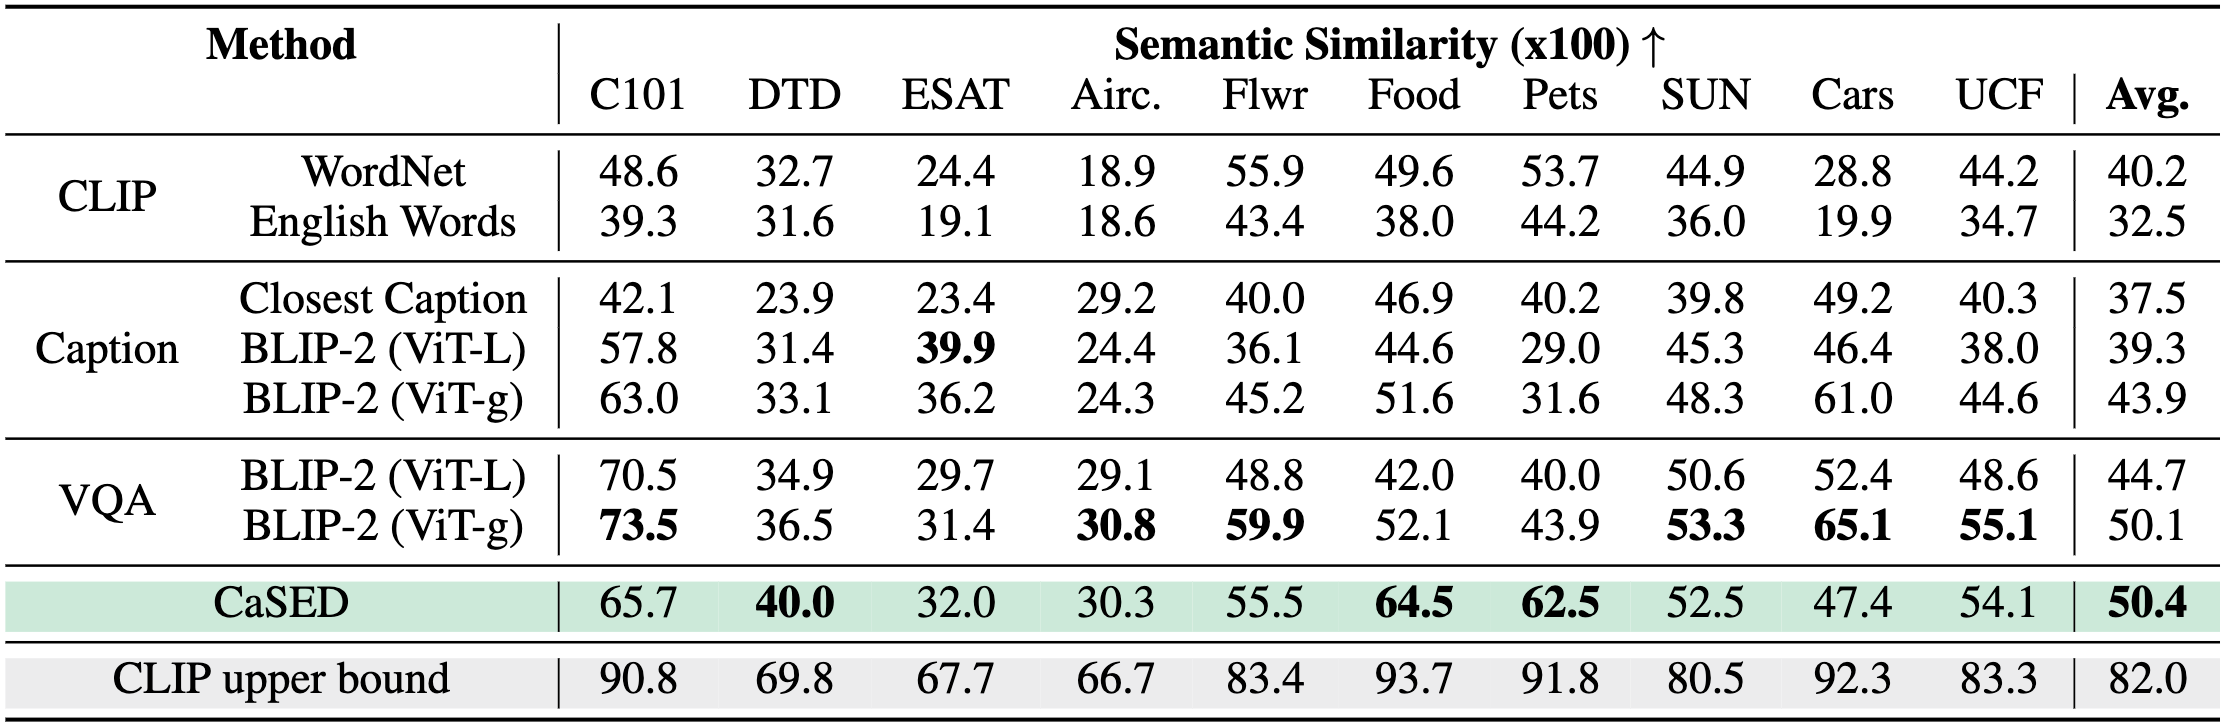 Method Semantic Similarity (x100) ↑
C101 DTD ESAT Airc. Flwr Food Pets SUN Cars UCF Avg.
CLIP
WordNet 48.6 32.7 24.4 18.9 55.9 49.6 53.7 44.9 28.8 44.2 40.2
English Words 39.3 31.6 19.1 18.6 43.4 38.0 44.2 36.0 19.9 34.7 32.5
Caption
Closest Caption 42.1 23.9 23.4 29.2 40.0 46.9 40.2 39.8 49.2 40.3 37.5
BLIP-2 (ViT-L) 57.8 31.4 39.9 24.4 36.1 44.6 29.0 45.3 46.4 38.0 39.3
BLIP-2 (ViT-g) 63.0 33.1 36.2 24.3 45.2 51.6 31.6 48.3 61.0 44.6 43.9
VQA
BLIP-2 (ViT-L) 70.5 34.9 29.7 29.1 48.8 42.0 40.0 50.6 52.4 48.6 44.7
BLIP-2 (ViT-g) 73.5 36.5 31.4 30.8 59.9 52.1 43.9 53.3 65.1 55.1 50.1
CaSED 65.7 40.0 32.0 30.3 55.5 64.5 62.5 52.5 47.4 54.1 50.4
CLIP upper bound 90.8 69.8 67.7 66.7 83.4 93.7 91.8 80.5 92.3 83.3 82.0